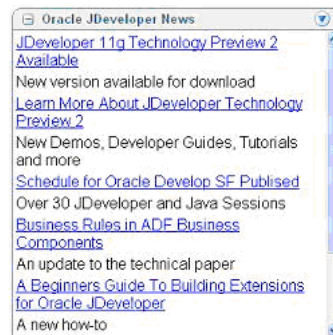 Oracle JDeveloper News
JDeveloper 11g Technology Preview 2
Available
New version available for download
Learn More About JDeveloper Technology
Preview 2
New Demos, Developer Guides, Tutorials
and more
Schedule for Oracle Develop SF Publised
Over 30 JDeveloper and Java Sessions
Business Rules in ADF Business
Components
An update to the technical paper
A Beginners Guide To Building Extensions
for Oracle JDeveloper
A new how-to